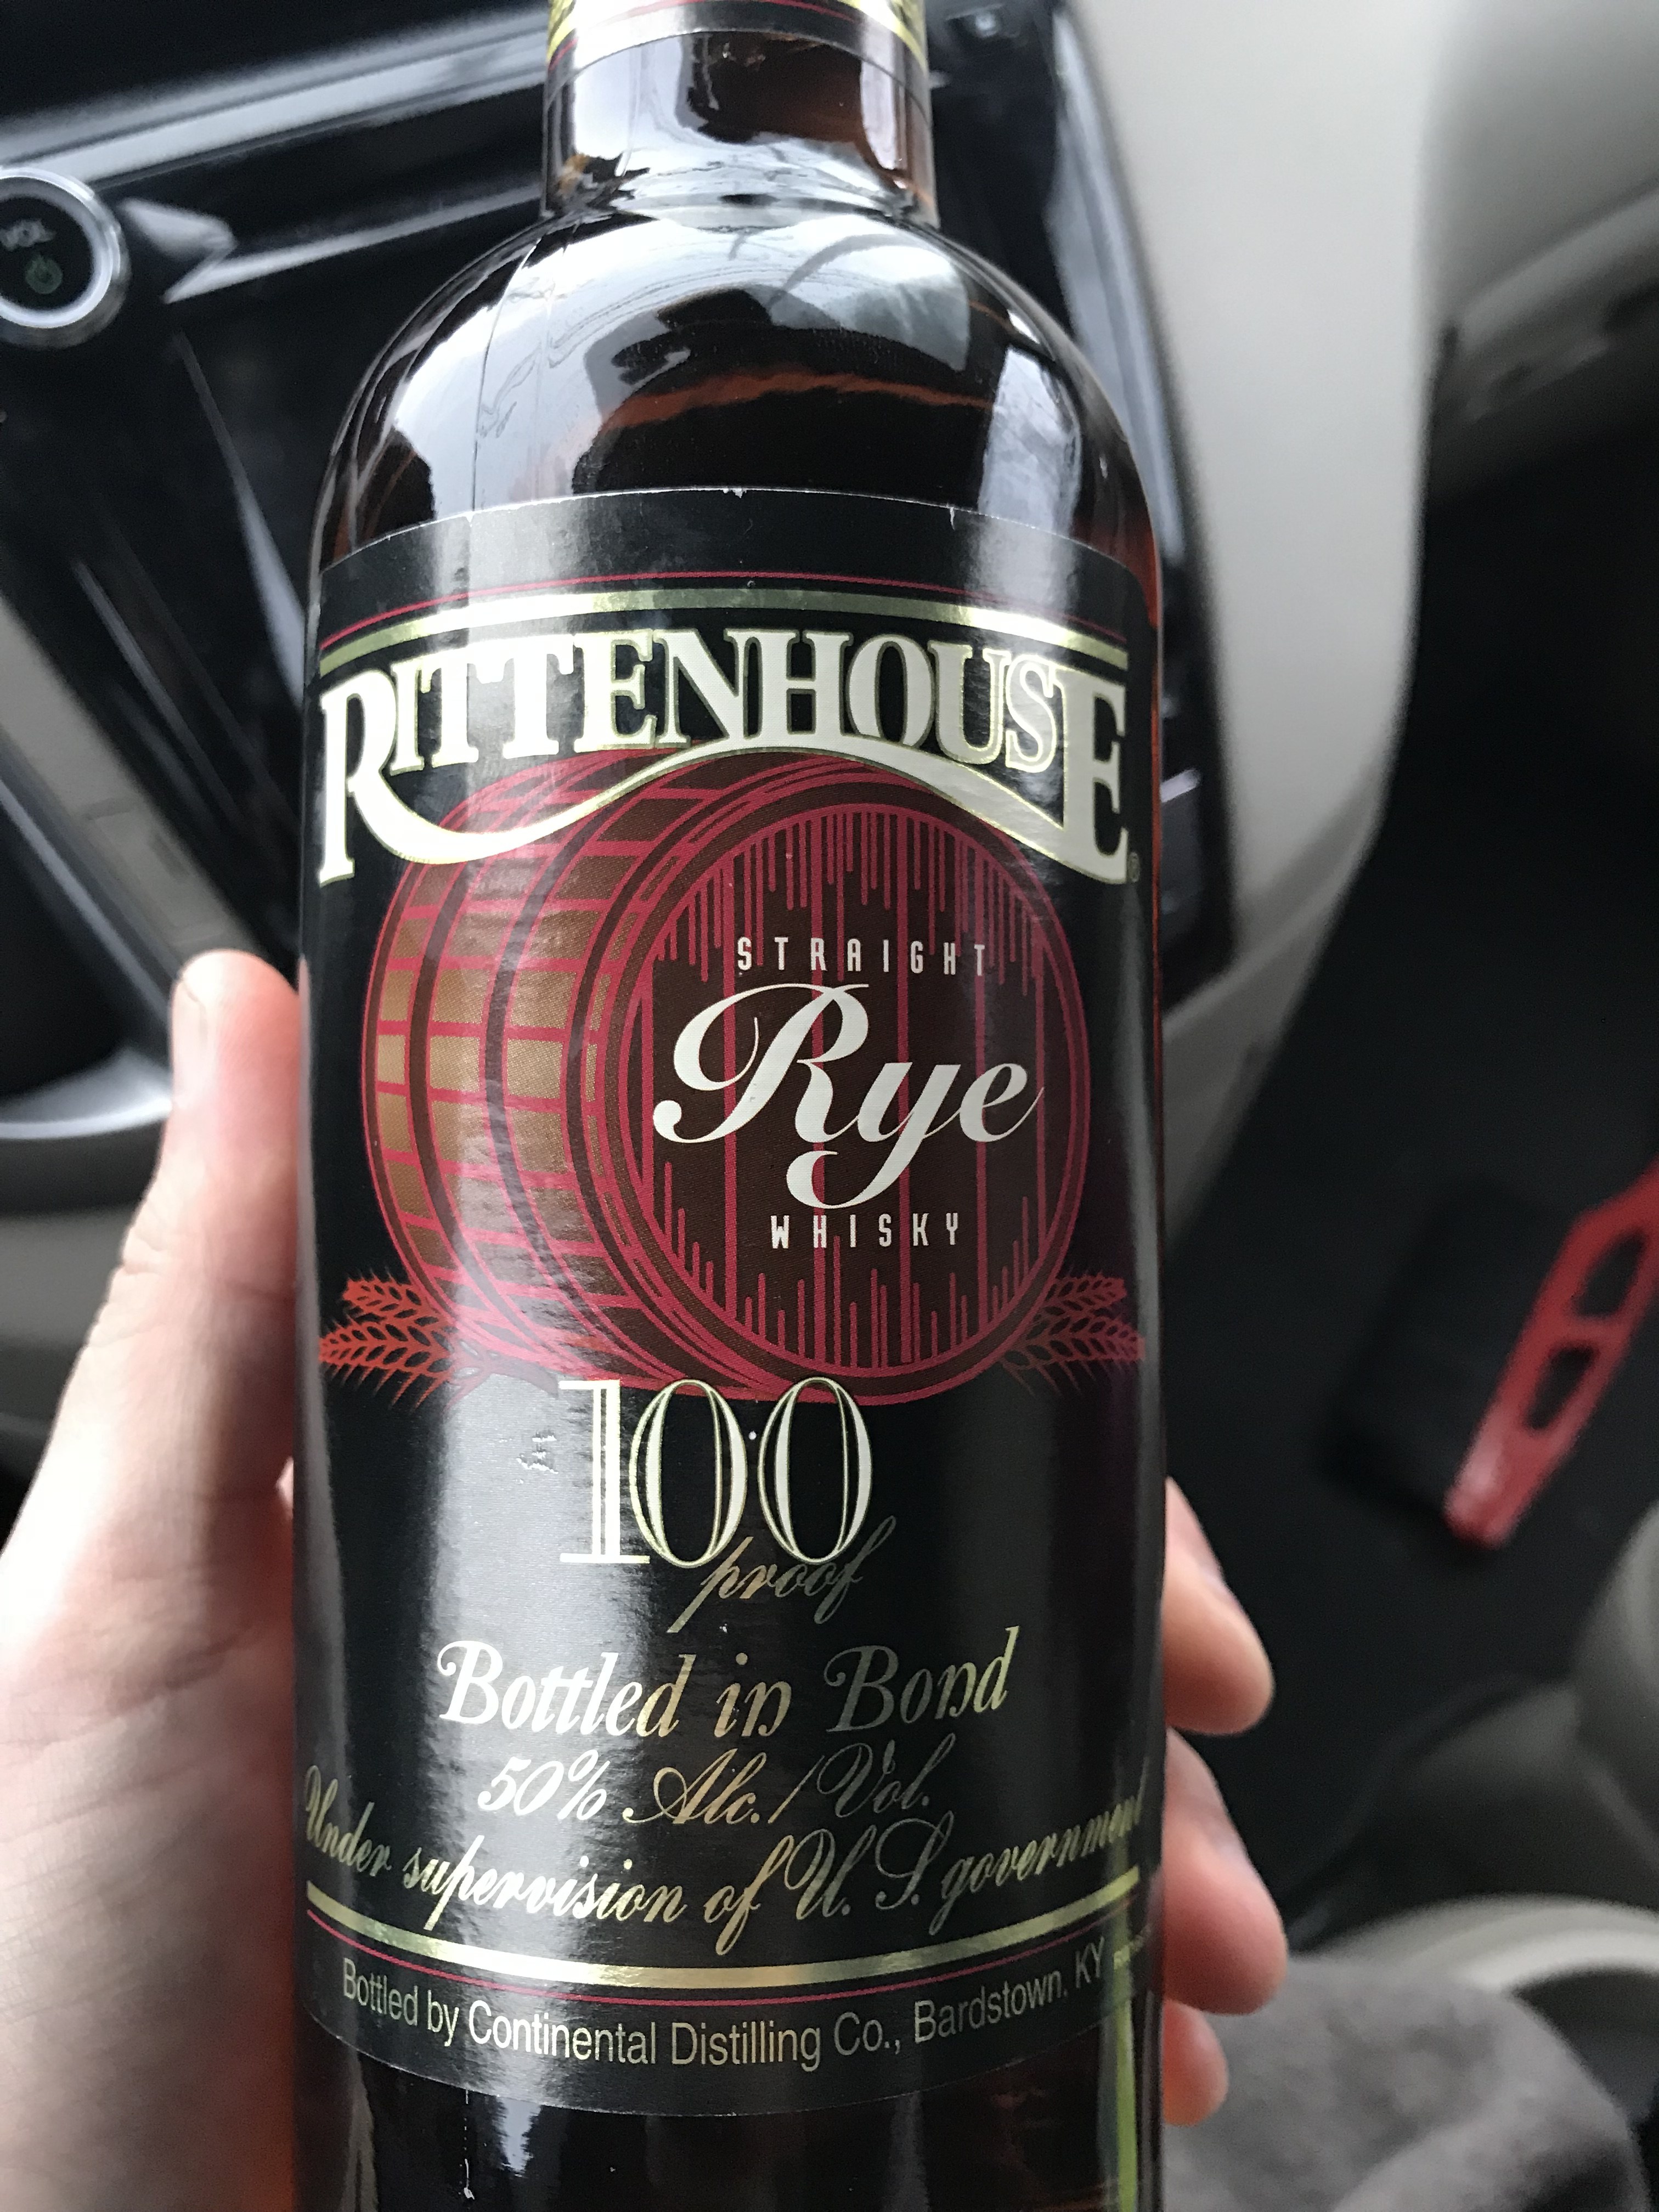 VOL
RITTENHOUSE®
STRAIGHT
Rye
WHISKY
100
proof
Bottled in Bond
50% Alc./Vol.
Under supervision of U. S. government
Bottled by Continental Distilling Co., Bardstown, KY